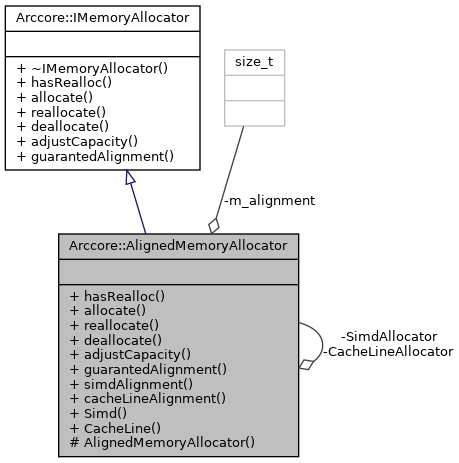 Arccore::IMemoryAllocator
+ ~IMemoryAllocator()
+ hasRealloc()
+ allocate()
+ reallocate()
+ deallocate()
+ adjustCapacity()
+ guarantedAlignment()
size_t
-m_alignment
Arccore::AlignedMemoryAllocator
+ hasRealloc()
+ allocate()
+ reallocate()
+ deallocate()
+ adjustCapacity()
+ guarantedAlignment()
+ simdAlignment()
+ cacheLineAlignment()
+ Simd()
+ CacheLine()
# AlignedMemoryAllocator()
-SimdAllocator
-CacheLineAllocator